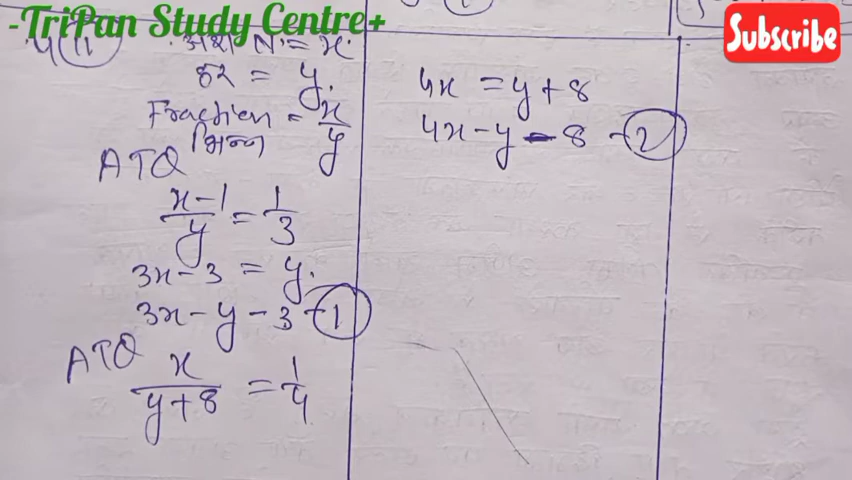 -TriPan Study Centre+
Subscribe
11
अंश N = x.
हर = y.
Fraction = x/y
भिन्न
ATQ
x-1/y = 1/3
3x-3 = y.
3x-y-3 -1
ATQ
x/y+8 = 1/4
4x = y+8
4x-y-8 -2